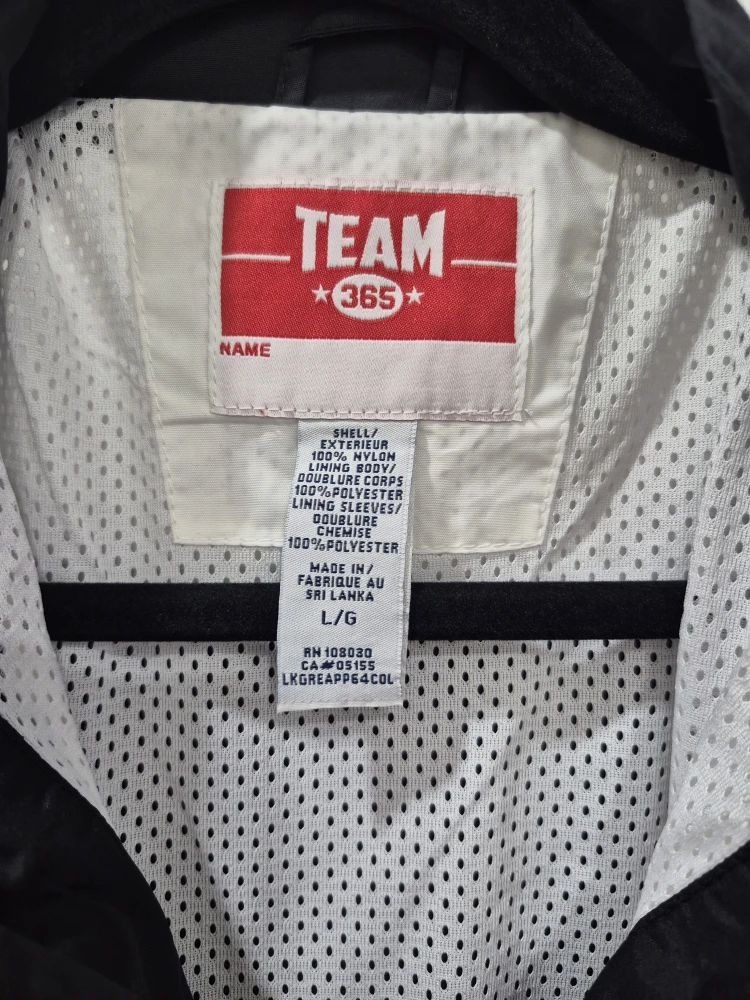 TEAM
365
NAME
SHELL/
EXTERIEUR
100% NYLON
LINING BODY/
DOUBLURE CORPS
100%POLYESTER
LINING SLEEVES/
DOUBLURE
CHEMISE
100%POLYESTER
MADE IN/
FABRIQUE AU
SRI LANKA
L/G
RN 108030
CA#05155
LKGREAPP64COL